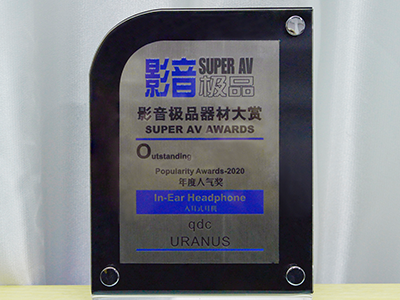 影音 SUPER AV
极品
影音极品器材大赏
SUPER AV AWARDS
Outstanding
Popularity Awards-2020
年度人气奖
In-Ear Headphone
入耳式耳机
qdc
URANUS